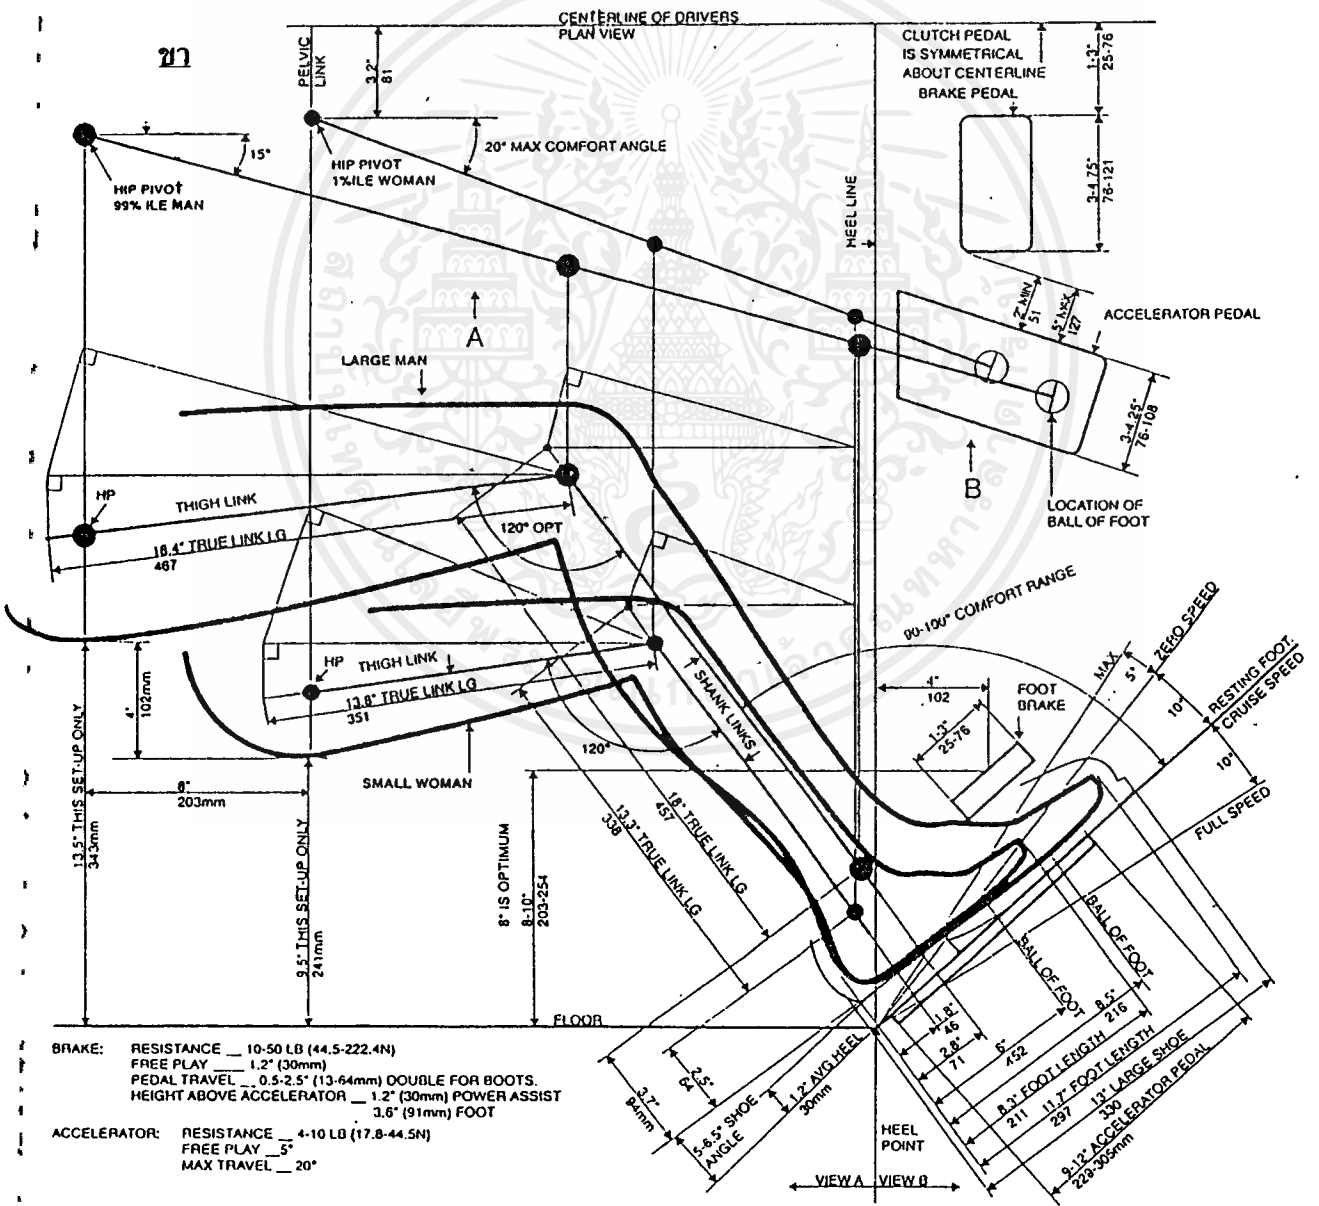 ขา
CENTERLINE OF DRIVERS
PLAN VIEW
PELVIC
LINK
3.2"
81
CLUTCH PEDAL
IS SYMMETRICAL
ABOUT CENTERLINE
BRAKE PEDAL
1-3"
25-76
15°
HIP PIVOT
99% ILE MAN
HIP PIVOT
1%ILE WOMAN
20° MAX COMFORT ANGLE
HEEL LINE
3-4.75"
76-121
2" MIN
51
5" MAX
127
ACCELERATOR PEDAL
A
LARGE MAN
3-4.25"
76-108
B
LOCATION OF
BALL OF FOOT
HP
THIGH LINK
18.4" TRUE LINK LG
467
120° OPT
90-100° COMFORT RANGE
MAX
5°
ZERO SPEED
10°
RESTING FOOT.
CRUISE SPEED
10°
FULL SPEED
HP
THIGH LINK
13.8" TRUE LINK LG
351
SHANK LINKS
120°
4"
102
FOOT
BRAKE
1-3"
25-76
4"
102mm
SMALL WOMAN
8"
203mm
13.5" THIS SET-UP ONLY
343mm
9.5" THIS SET-UP ONLY
241mm
8" IS OPTIMUM
8-10"
203-254
18" TRUE LINK LG
457
13.3" TRUE LINK LG
338
BALL OF FOOT
BALL OF FOOT
FLOOR
1.8"
46
2.8"
71
6"
452
8.5"
216
8.3" FOOT LENGTH
211
11.7" FOOT LENGTH
297
13" LARGE SHOE
330
9-12" ACCELERATOR PEDAL
229-305mm
2.5"
64
3.7"
94mm
5-6.5° SHOE
ANGLE
1.2" AVG HEEL
30mm
HEEL
POINT
VIEW A
VIEW B
BRAKE: RESISTANCE __ 10-50 LB (44.5-222.4N)
FREE PLAY ____ 1.2" (30mm)
PEDAL TRAVEL __ 0.5-2.5" (13-64mm) DOUBLE FOR BOOTS.
HEIGHT ABOVE ACCELERATOR __ 1.2" (30mm) POWER ASSIST
3.6" (91mm) FOOT
ACCELERATOR: RESISTANCE __ 4-10 LB (17.8-44.5N)
FREE PLAY __5°
MAX TRAVEL __ 20°